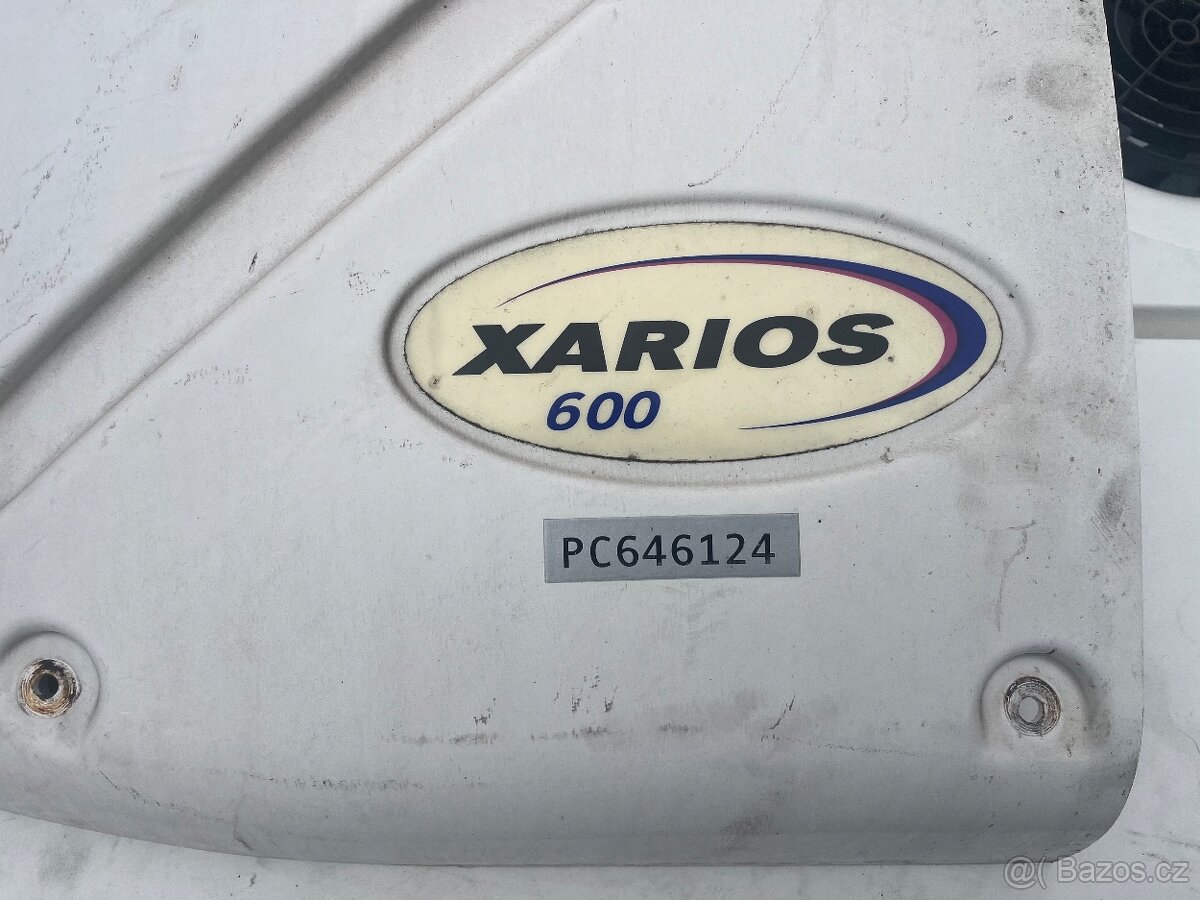 XARIOS
600
PC646124
@( Bazos.cz